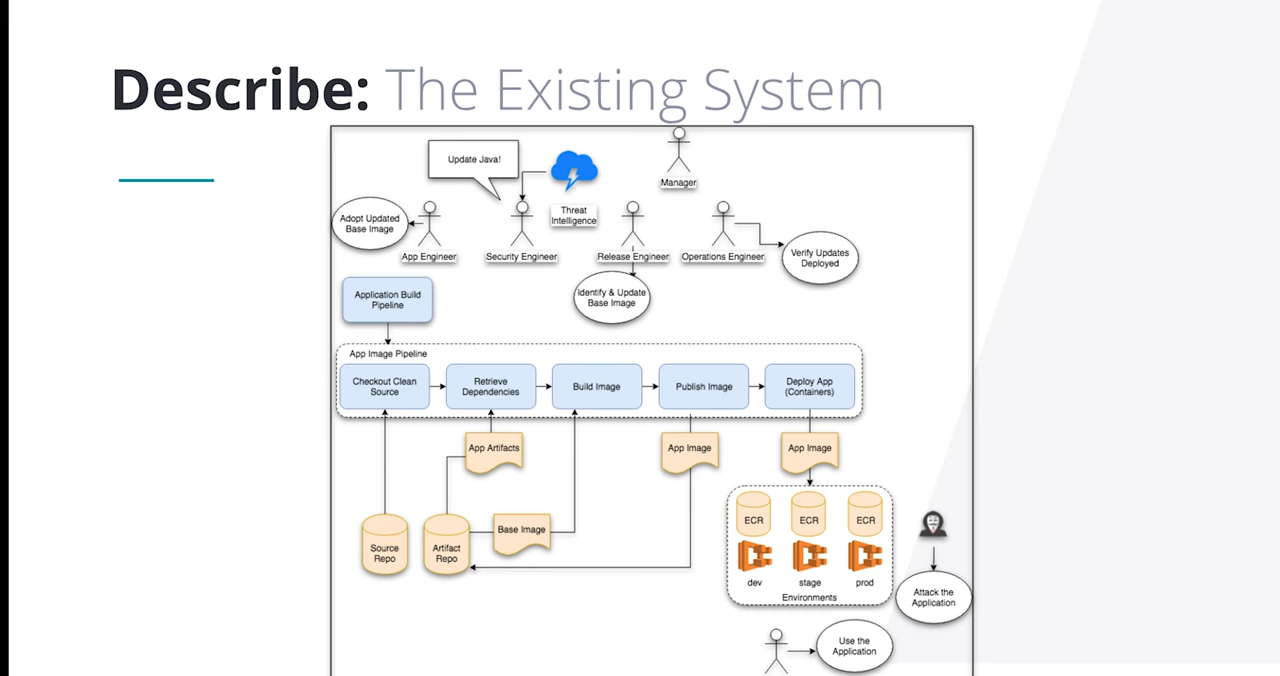 Describe: The Existing System
Update Java!
Manager
Threat
Intelligence
Adopt Updated
Base Image
App Engineer
Security Engineer
Release Engineer
Operations Engineer
Verify Updates
Deployed
Identify & Update
Base Image
Application Build
Pipeline
App Image Pipeline
Checkout Clean
Source
Retrieve
Dependencies
Build Image
Publish Image
Deploy App
(Containers)
App Artifacts
App Image
App Image
Source
Repo
Artifact
Repo
Base Image
ECR
ECR
ECR
dev
stage
prod
Environments
Attack the
Application
Use the
Application